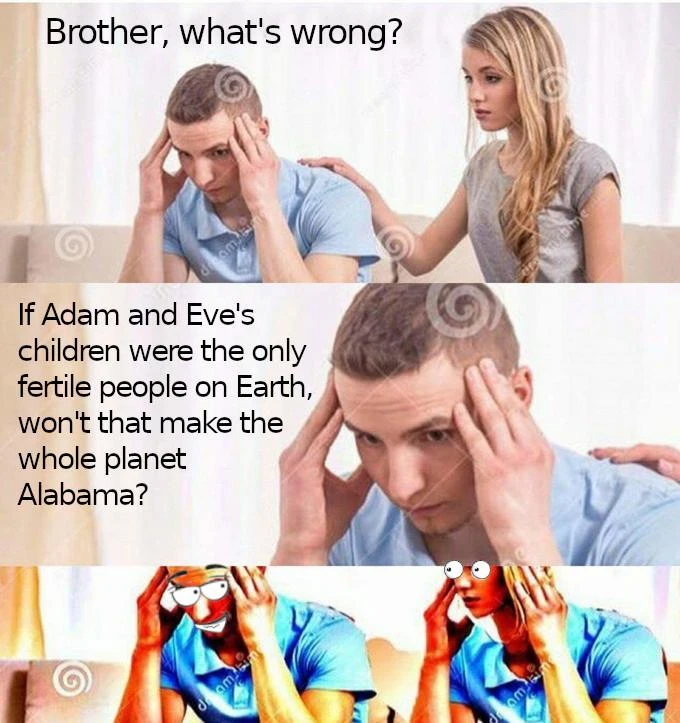 Brother, what's wrong?
If Adam and Eve's
children were the only
fertile people on Earth,
won't that make the
whole planet
Alabama?